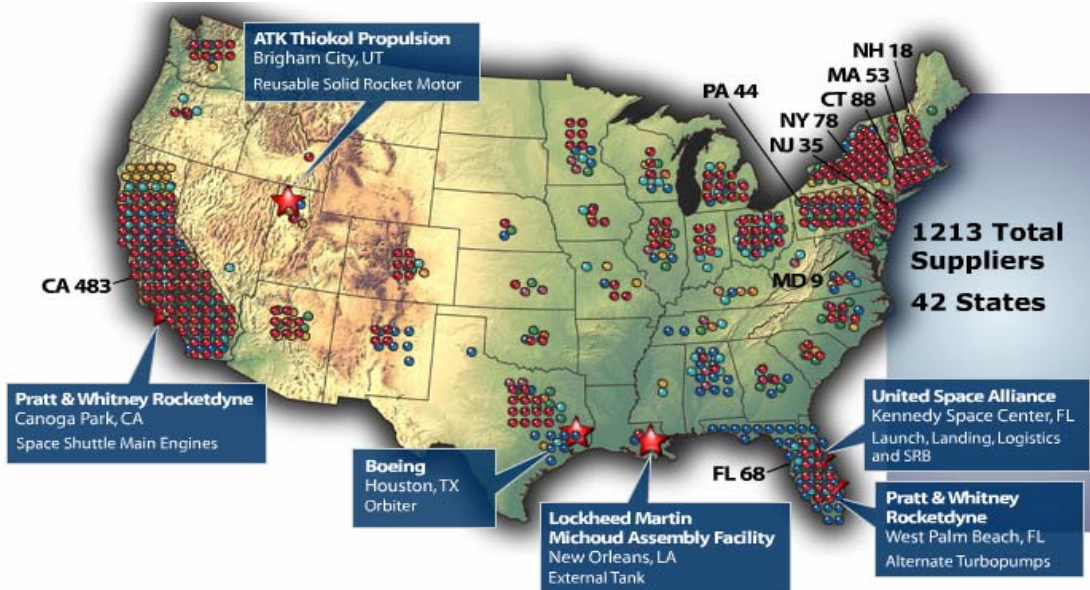 ATK Thiokol Propulsion
Brigham City, UT
Reusable Solid Rocket Motor
NH 18
MA 53
CT 88
PA 44
NY 78
NJ 35
1213 Total
Suppliers
42 States
MD 9
CA 483
Pratt & Whitney Rocketdyne
Canoga Park, CA
Space Shuttle Main Engines
Boeing
Houston, TX
Orbiter
Lockheed Martin
Michoud Assembly Facility
New Orleans, LA
External Tank
FL 68
United Space Alliance
Kennedy Space Center, FL
Launch, Landing, Logistics
and SRB
Pratt & Whitney
Rocketdyne
West Palm Beach, FL
Alternate Turbopumps